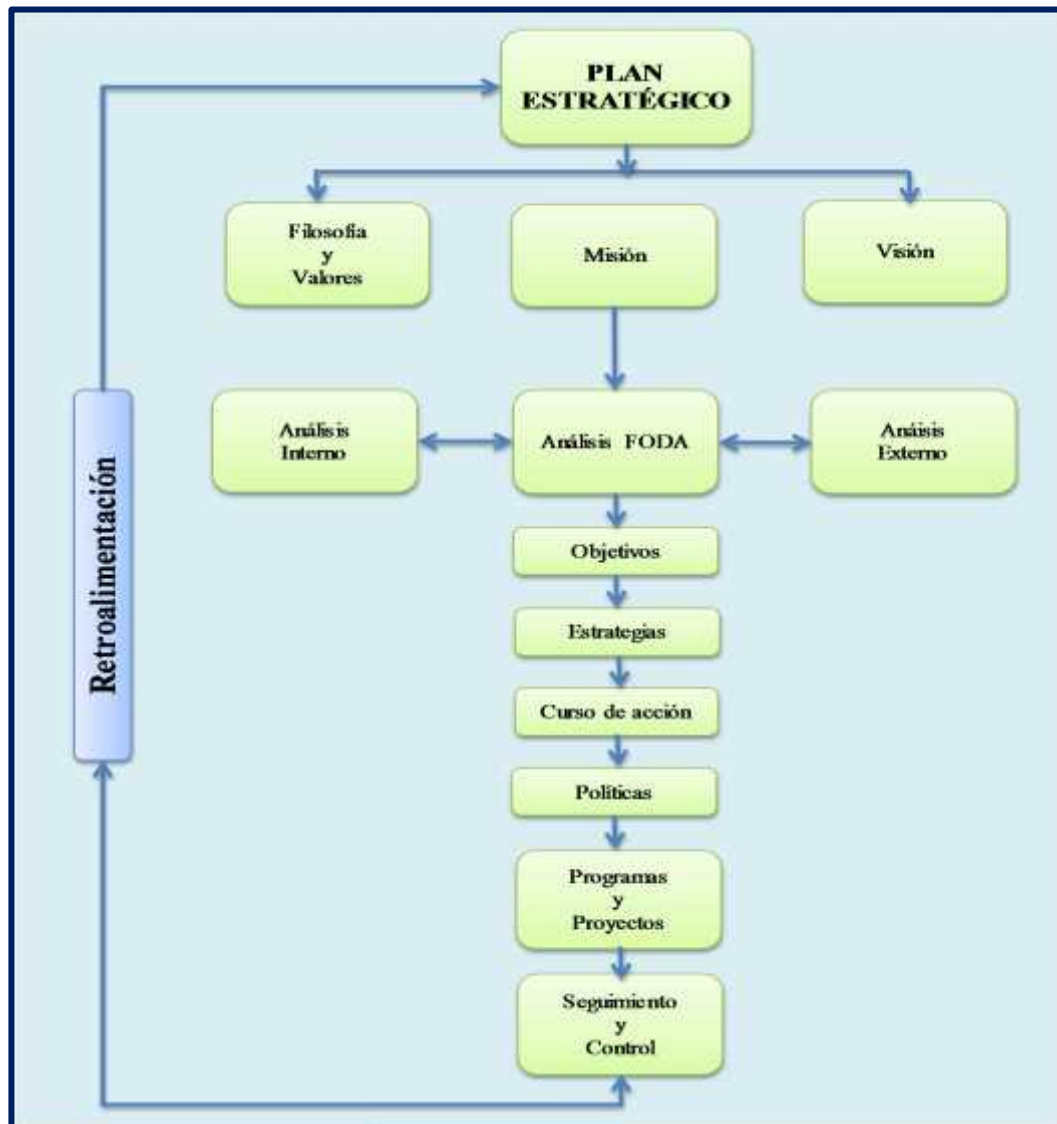 PLAN
ESTRATÉGICO
Filosofía
y
Valores
Misión
Visión
Análisis
Interno
Análisis FODA
Anáisis
Externo
Retroalimentación
Objetivos
Estrategias
Curso de acción
Políticas
Programas
y
Proyectos
Seguimiento
y
Control